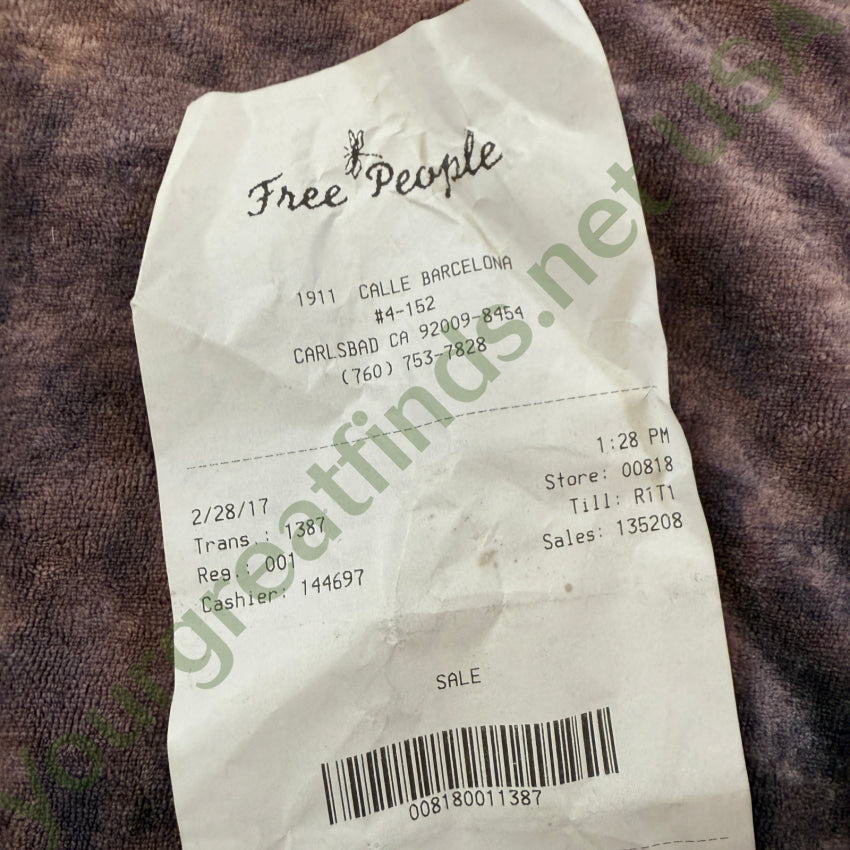 Free People
1911 CALLE BARCELONA
#4-152
CARLSBAD CA 92009-8454
(760) 753-7828
2/28/17 1:28 PM
Trans.: 1387 Store: 00818
Reg.: 001 Till: R1T1
Cashier: 144697 Sales: 135208
SALE
008180011387
yourgreatfinds.net USA